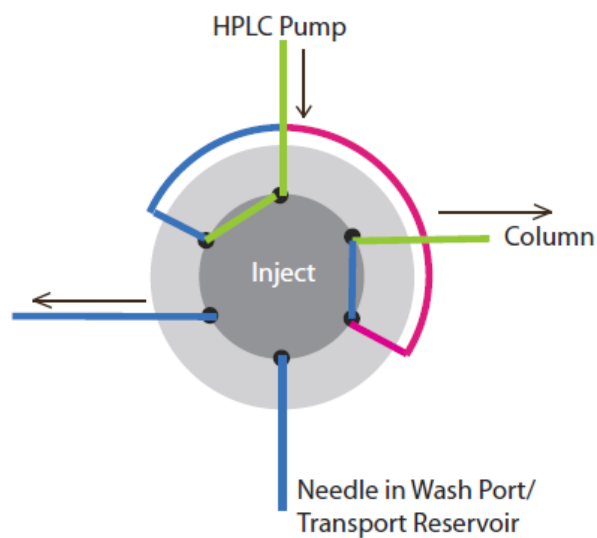 HPLC Pump
Inject
Column
Needle in Wash Port/
Transport Reservoir